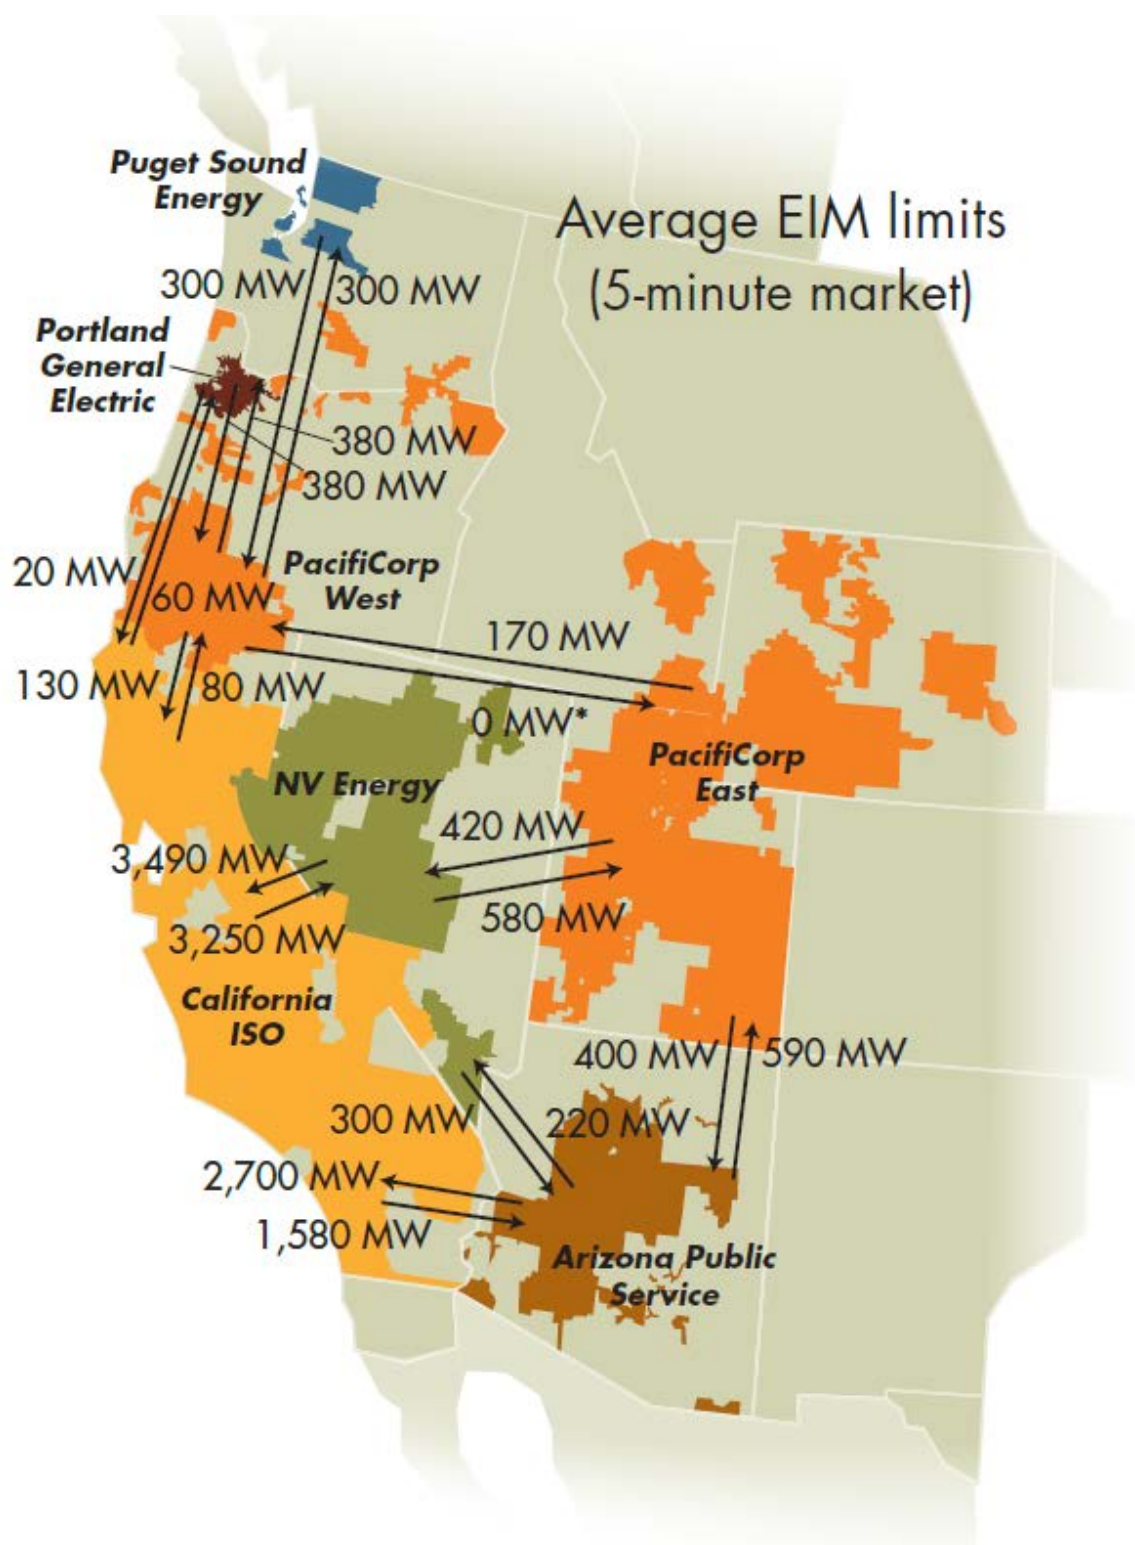 Puget Sound
Energy
Average EIM limits
(5-minute market)
300 MW
300 MW
Portland
General
Electric
380 MW
380 MW
20 MW
60 MW
PacifiCorp
West
170 MW
130 MW
80 MW
0 MW*
PacifiCorp
East
NV Energy
420 MW
3,490 MW
580 MW
3,250 MW
California
ISO
400 MW
590 MW
300 MW
220 MW
2,700 MW
1,580 MW
Arizona Public
Service